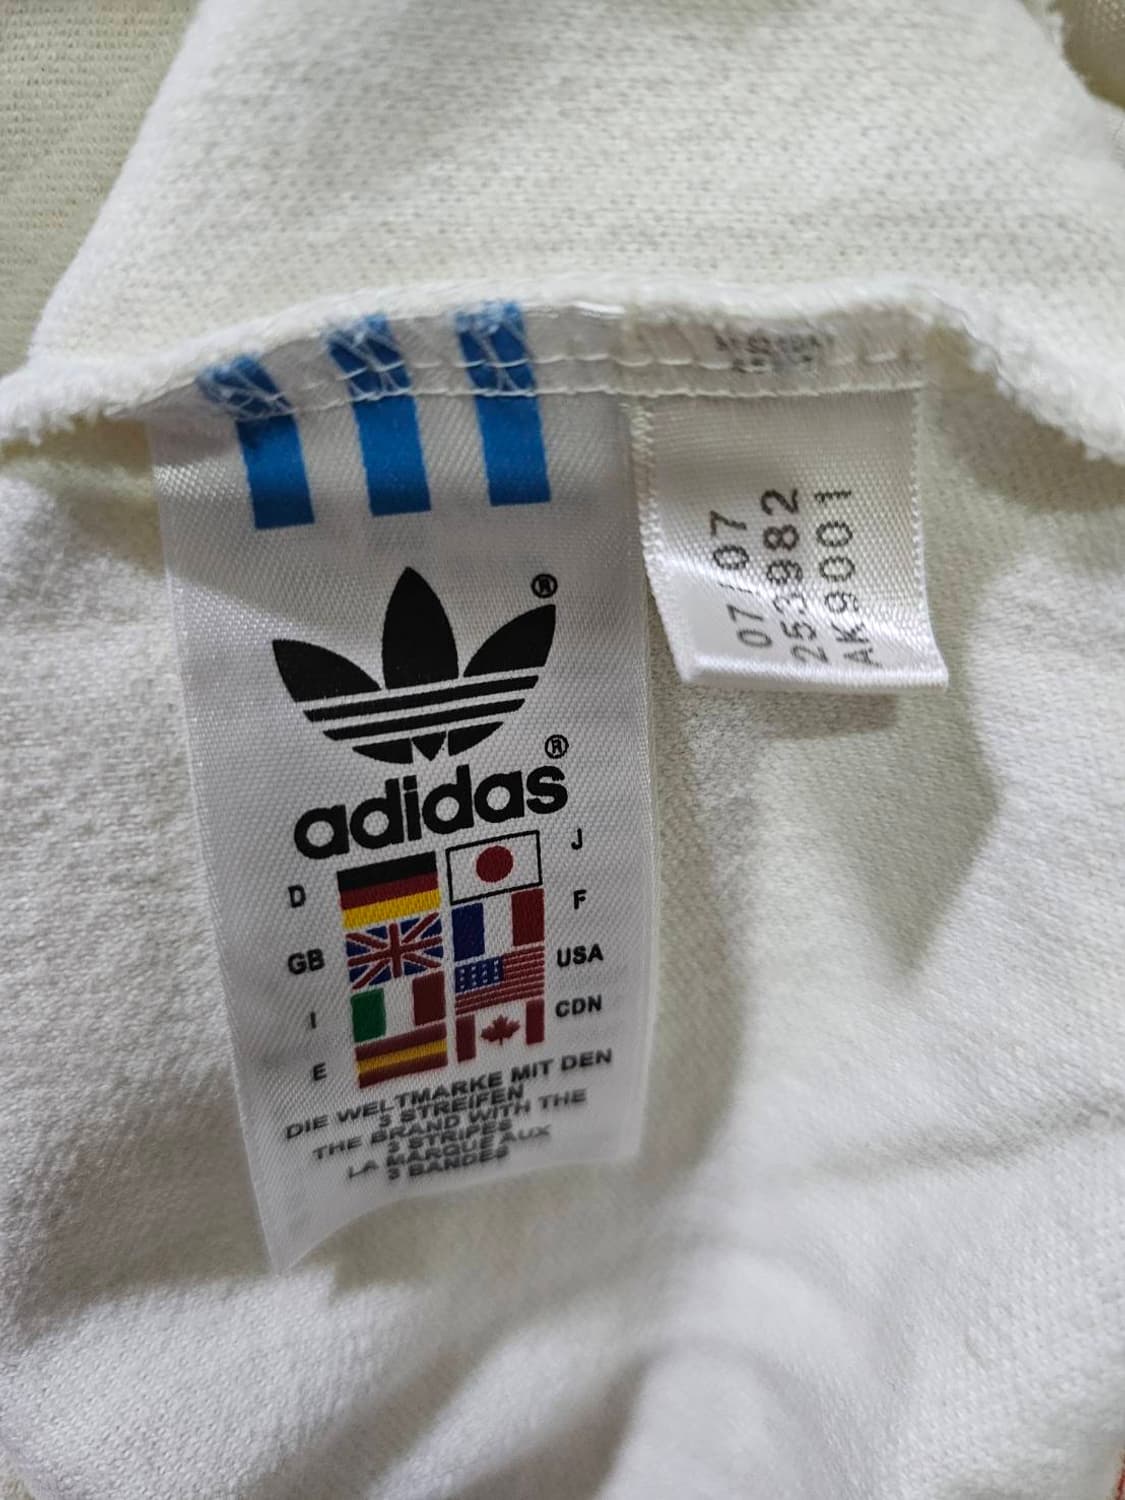 ®
®
adidas
D
J
F
GB
USA
I
CDN
E
DIE WELTMARKE MIT DEN
3 STREIFEN
THE BRAND WITH THE
3 STRIPES
LA MARQUE AUX
3 BANDES
07/07
253982
AK9001